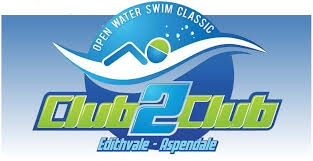 OPEN WATER SWIM CLASSIC
Club2Club
Edithvale - Aspendale